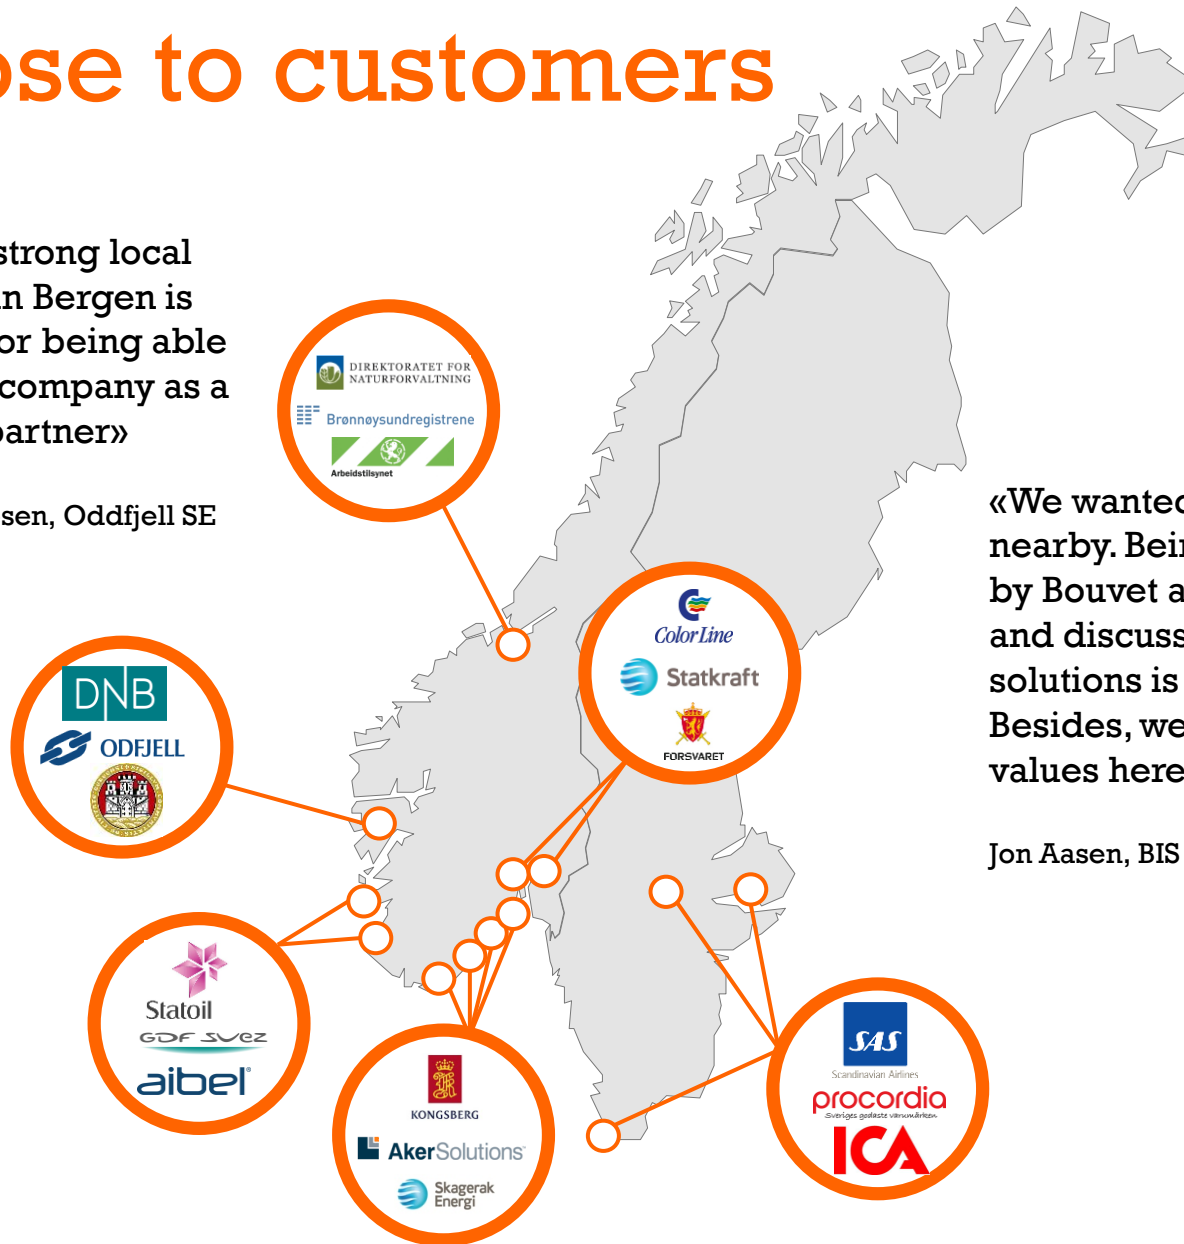 ose to customers
strong local
in Bergen is
or being able
company as a
partner»
sen, Oddfjell SE
DIREKTORATET FOR
NATURFORVALTNING
Brønnøysundregistrene
Arbeidstilsynet
«We wanted
nearby. Bein
by Bouvet a
and discuss
solutions is
Besides, we
values here
Jon Aasen, BIS
Color Line
Statkraft
FORSVARET
DNB
ODFJELL
Statoil
GDF SUEZ
aibel
KONGSBERG
AkerSolutions
Skagerak
Energi
SAS
Scandinavian Airlines
procordia
Sveriges godaste varumärken
ICA